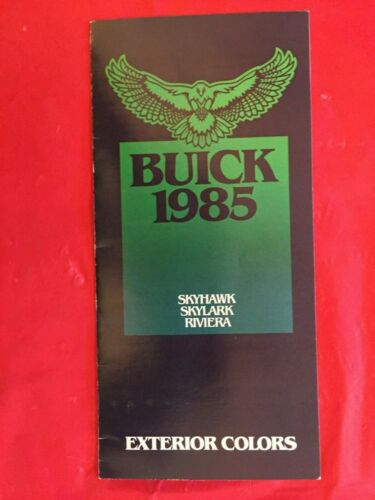 BUICK
1985
SKYHAWK
SKYLARK
RIVIERA
EXTERIOR COLORS